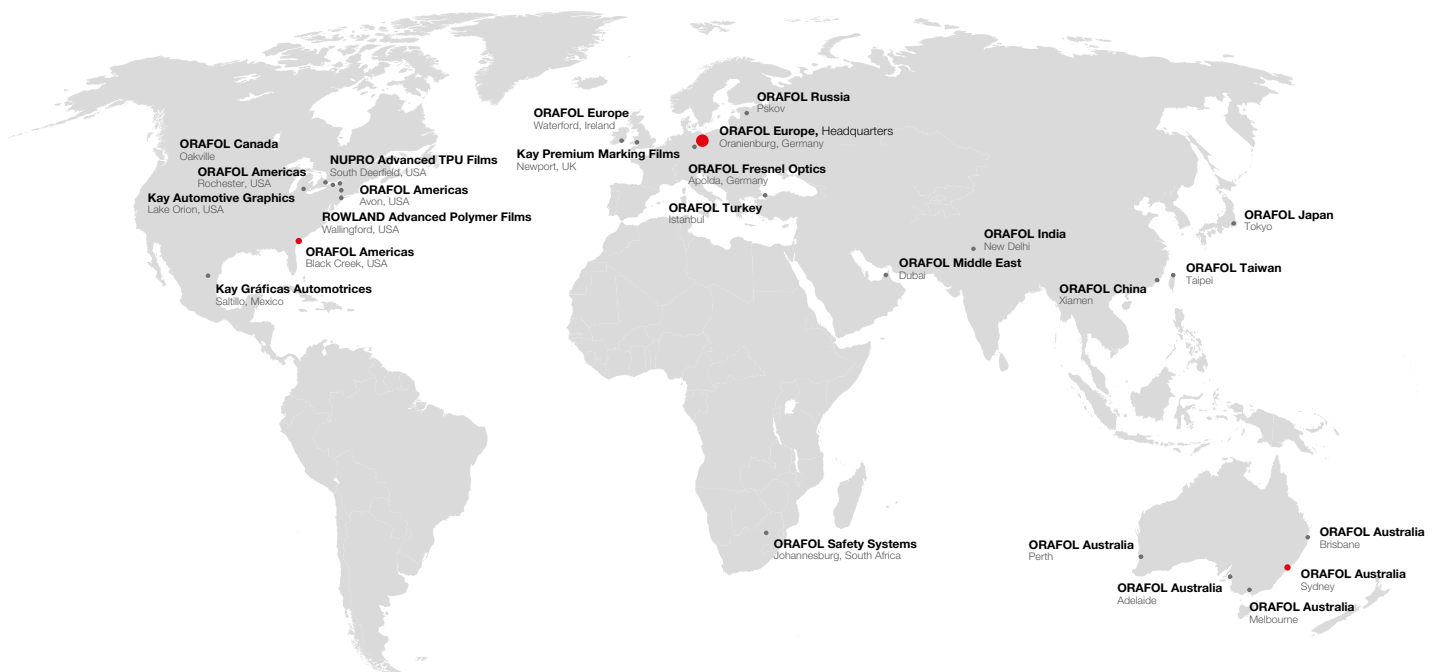 ORAFOL Canada
Oakville
ORAFOL Americas
Rochester, USA
Kay Automotive Graphics
Lake Orion, USA
NUPRO Advanced TPU Films
South Deerfield, USA
ORAFOL Americas
Avon, USA
ROWLAND Advanced Polymer Films
Wallingford, USA
ORAFOL Americas
Black Creek, USA
Kay Gráficas Automotrices
Saltillo, Mexico
ORAFOL Europe
Waterford, Ireland
Kay Premium Marking Films
Newport, UK
ORAFOL Russia
Pskov
ORAFOL Europe, Headquarters
Oranienburg, Germany
ORAFOL Fresnel Optics
Apolda, Germany
ORAFOL Turkey
Istanbul
ORAFOL India
New Delhi
ORAFOL Middle East
Dubai
ORAFOL Japan
Tokyo
ORAFOL Taiwan
Taipei
ORAFOL China
Xiamen
ORAFOL Safety Systems
Johannesburg, South Africa
ORAFOL Australia
Perth
ORAFOL Australia
Brisbane
ORAFOL Australia
Sydney
ORAFOL Australia
Adelaide
ORAFOL Australia
Melbourne